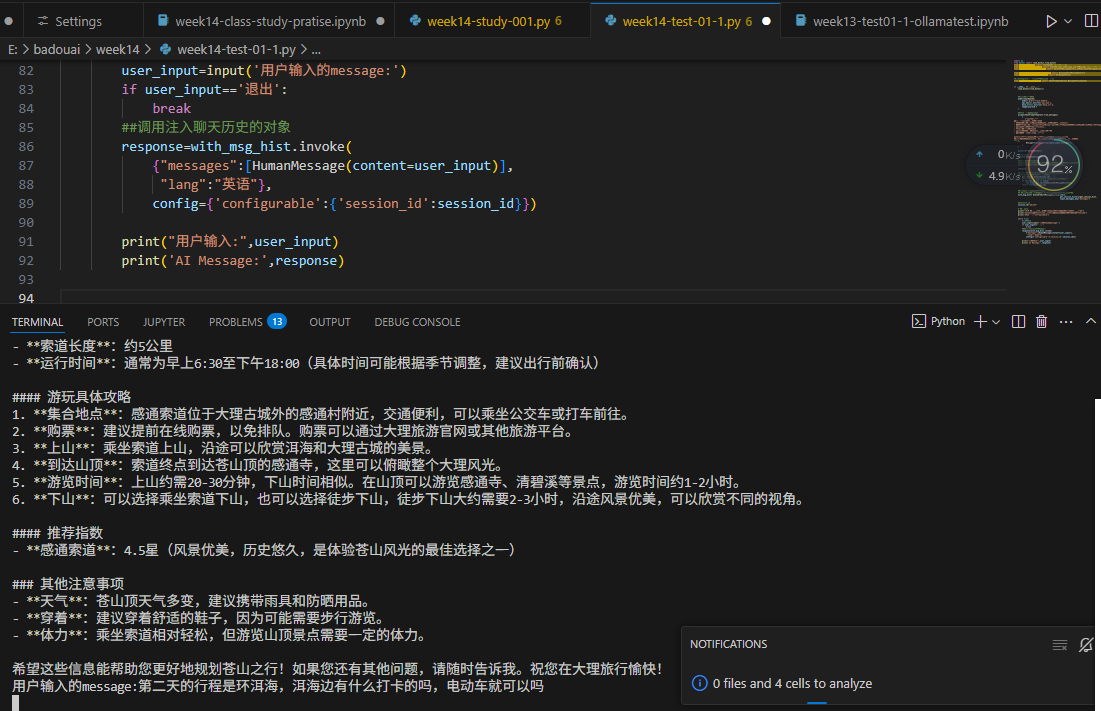 Settings
week14-class-study-pratise.ipynb
week14-study-001.py 6
week14-test-01-1.py 6
week13-test01-1-ollamatest.ipynb
E: > badouai > week14 > week14-test-01-1.py > ...
82 user_input=input('用户输入的message:')
83 if user_input=='退出':
84 break
85 ##调用注入聊天历史的对象
86 response=with_msg_hist.invoke(
87 {"messages":[HumanMessage(content=user_input)],
88 "lang":"英语"},
89 config={'configurable':{'session_id':session_id}})
90
91 print("用户输入:",user_input)
92 print('AI Message:',response)
93
94
0K/s
4.9K/s
92%
TERMINAL PORTS JUPYTER PROBLEMS 13 OUTPUT DEBUG CONSOLE
Python
- **索道长度**: 约5公里
- **运行时间**: 通常为早上6:30至下午18:00（具体时间可能根据季节调整，建议出行前确认）
#### 游玩具体攻略
1. **集合地点**: 感通索道位于大理古城外的感通村附近，交通便利，可以乘坐公交车或打车前往。
2. **购票**: 建议提前在线购票，以免排队。购票可以通过大理旅游官网或其他旅游平台。
3. **上山**: 乘坐索道上山，沿途可以欣赏洱海和大理古城的美景。
4. **到达山顶**: 索道终点到达苍山顶的感通寺，这里可以俯瞰整个大理风光。
5. **游览时间**: 上山约需20-30分钟，下山时间相似。在山顶可以游览感通寺、清碧溪等景点，游览时间约1-2小时。
6. **下山**: 可以选择乘坐索道下山，也可以选择徒步下山，徒步下山大约需要2-3小时，沿途风景优美，可以欣赏不同的视角。
#### 推荐指数
- **感通索道**: 4.5星（风景优美，历史悠久，是体验苍山风光的最佳选择之一）
### 其他注意事项
- **天气**: 苍山顶天气多变，建议携带雨具和防晒用品。
- **穿着**: 建议穿着舒适的鞋子，因为可能需要步行游览。
- **体力**: 乘坐索道相对轻松，但游览山顶景点需要一定的体力。
希望这些信息能帮助您更好地规划苍山之行！如果您还有其他问题，请随时告诉我。祝您在大理旅行愉快！
用户输入的message:第二天的行程是环洱海，洱海边有什么打卡的吗，电动车就可以吗
NOTIFICATIONS
0 files and 4 cells to analyze